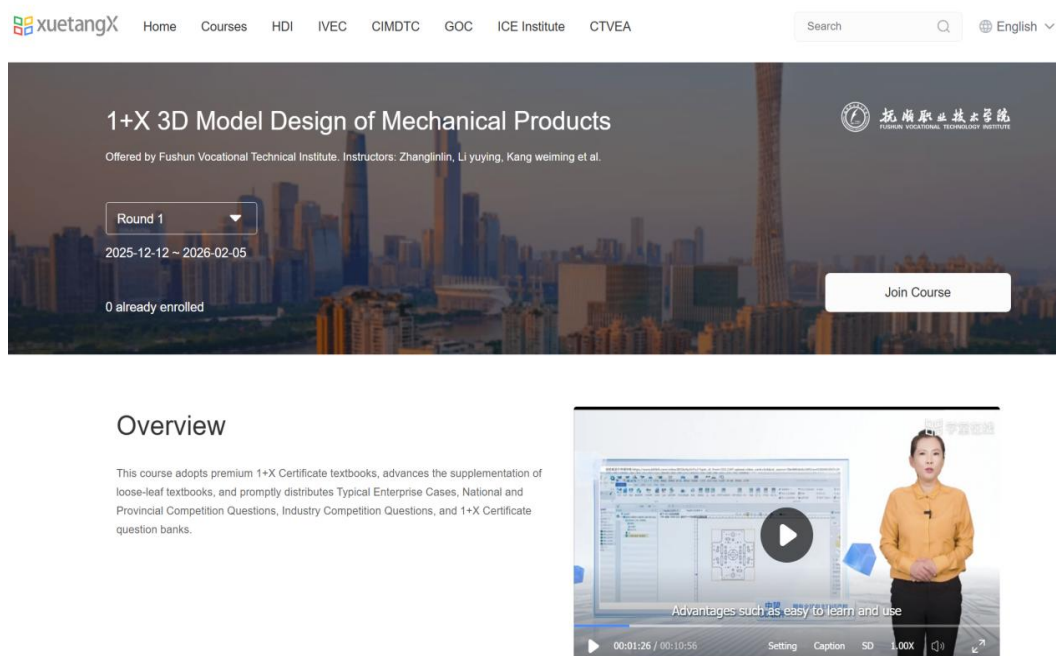 xuetangX Home Courses HDI IVEC CIMDTC GOC ICE Institute CTVEA Search English
1+X 3D Model Design of Mechanical Products
抚顺职业技术学院
FUSHUN VOCATIONAL TECHNOLOGY INSTITUTE
Offered by Fushun Vocational Technical Institute. Instructors: Zhanglinlin, Li yuying, Kang weiming et al.
Round 1
2025-12-12 ~ 2026-02-05
0 already enrolled
Join Course
Overview
This course adopts premium 1+X Certificate textbooks, advances the supplementation of
loose-leaf textbooks, and promptly distributes Typical Enterprise Cases, National and
Provincial Competition Questions, Industry Competition Questions, and 1+X Certificate
question banks.
学堂在线
Advantages such as easy to learn and use
00:01:26 / 00:10:56 Setting Caption SD 1.00X